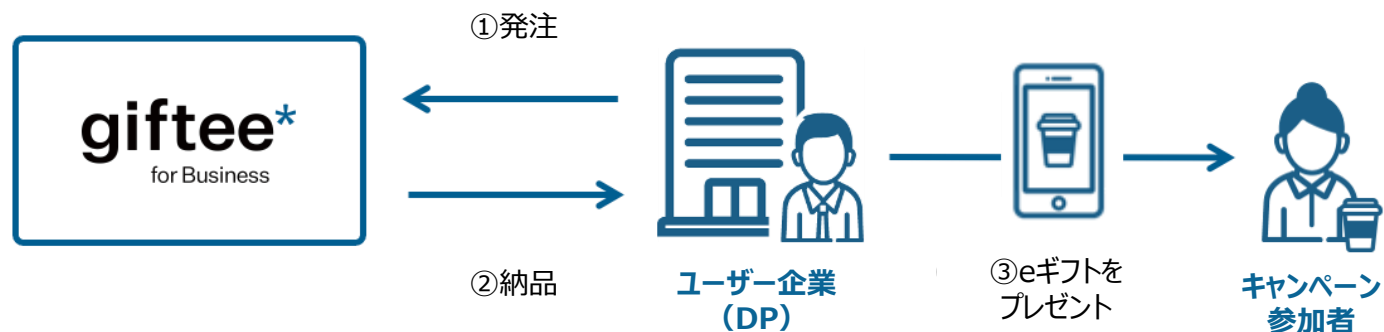 ①発注
giftee*
for Business
②納品
ユーザー企業
（DP）
③eギフトを
プレゼント
キャンペーン
参加者